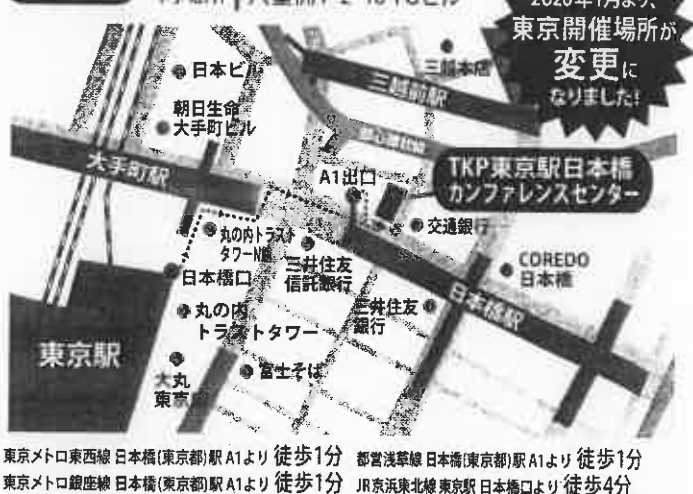 2020年1月より、
東京開催場所が
変更に
なりました!
日本ビル
三越本店
三越前駅
朝日生命
大手町ビル
大手町駅
A1出口
TKP東京駅日本橋
カンファレンスセンター
丸の内トラスト
タワーN館
交通銀行
三井住友
信託銀行
COREDO
日本橋
日本橋口
日本橋駅
丸の内
トラストタワー
三井住友
銀行
東京駅
大丸
東京店
富士そば
東京メトロ東西線 日本橋(東京都)駅 A1より 徒歩1分
都営浅草線 日本橋(東京都)駅 A1より 徒歩1分
東京メトロ銀座線 日本橋(東京都)駅 A1より 徒歩1分
JR京浜東北線 東京駅 日本橋口より 徒歩4分